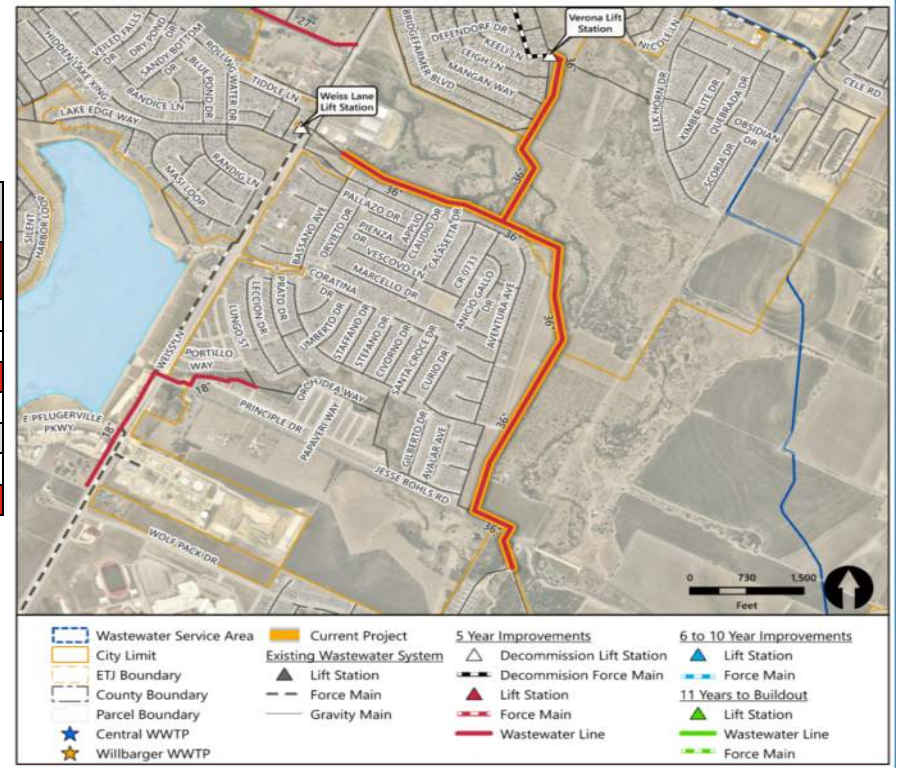 27"
BRIDGEFARMER BLVD
DEFENDORF DR
KEELI LN
LEIGH LN
MANGAN WAY
Verona Lift
Station
NICOLE LN
HIDDEN LAKE XING
VEILED FALLS
DR
DRY POND
DR
SANDY BOTTOM
DR
ROLLING WATER DR
BLUE POND DR
TIDDLE LN
BANDICE LN
LAKE EDGE WAY
Weiss Lane
Lift Station
36"
ELK HORN DR
KIMBERLITE DR
QUEBRADA DR
OBSIDIAN
DR
SCORIA DR
CELE RD
MASI LOOP
RANDIG LN
SILENT
HARBOR LOOP
36"
36"
36"
PALLAZO DR
BASSANO AVE
ORVIETO DR
PIENZA
DR
APPLIO
CLAUDIO DR
CALASETTA DR
VESCOVO LN
MARCELLO DR
CR 0733
ANICIO GALLO
DR
AVENTURA AVE
CORATINA
DR
PRATO DR
LECCION DR
LUNGO ST
UMBERTO DR
STAFFANO DR
STEFANO DR
CIVORNO DR
SANTA CROCE DR
CURIO DR
36"
WEISS LN
PORTILLO
WAY
18"
ORCHIDEA WAY
PRINCIPLE DR
PAPAVERI WAY
GILBERTO DR
AVALAR AVE
36"
E PFLUGERVILLE
PKWY
18"
JESSE BOHLS RD
36"
WOLF PACK DR
0 730 1,500
Feet
Wastewater Service Area
City Limit
ETJ Boundary
County Boundary
Parcel Boundary
Central WWTP
Willbarger WWTP
Current Project
Existing Wastewater System
Lift Station
Force Main
Gravity Main
5 Year Improvements
Decommission Lift Station
Decommision Force Main
Lift Station
Force Main
Wastewater Line
6 to 10 Year Improvements
Lift Station
Force Main
11 Years to Buildout
Lift Station
Wastewater Line
Force Main